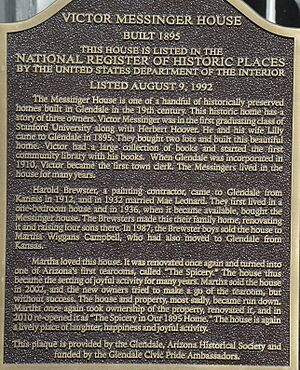 VICTOR MESSINGER HOUSE
BUILT 1895
THIS HOUSE IS LISTED IN THE
NATIONAL REGISTER OF HISTORIC PLACES
BY THE UNITED STATES DEPARTMENT OF THE INTERIOR
LISTED AUGUST 9, 1992
The Messinger House is one of a handful of historically preserved
homes built in Glendale in the 19th century. This historic home has a
story of three owners. Victor Messinger was in the first graduating class of
Stanford University along with Herbert Hoover. He and his wife Lilly
came to Glendale in 1895. They bought two lots and built this beautiful
home. Victor had a large collection of books and started the first
community library with his books. When Glendale was incorporated in
1910, Victor became the first town clerk. The Messingers lived in the
house for many years.
Harold Brewster, a painting contractor, came to Glendale from
Kansas in 1912, and in 1932 married Mae Leonard. They first lived in a
one-bedroom house and in 1936, when it became available, bought the
Messinger house. The Brewsters made this their family home, renovating
it and raising four sons there. In 1987, the Brewster boys sold the house to
Martha Wiggans Campbell, who had also moved to Glendale from
Kansas.
Martha loved this house. It was renovated once again and turned into
one of Arizona's first tearooms, called "The Spicery." The house thus
became the setting of joyful activity for many years. Martha sold the house
in 2002, and the new owners tried to make a go of the tearoom, but
without success. The house and property, most sadly, became run down.
Martha once again took ownership of the property, renovated it, and in
2010 re-opened it as "The Spicery in Our 1895 Home." The house is again
a lively place of laughter, happiness and joyful activity.
This plaque is provided by the Glendale, Arizona Historical Society and
funded by the Glendale Civic Pride Ambassadors.